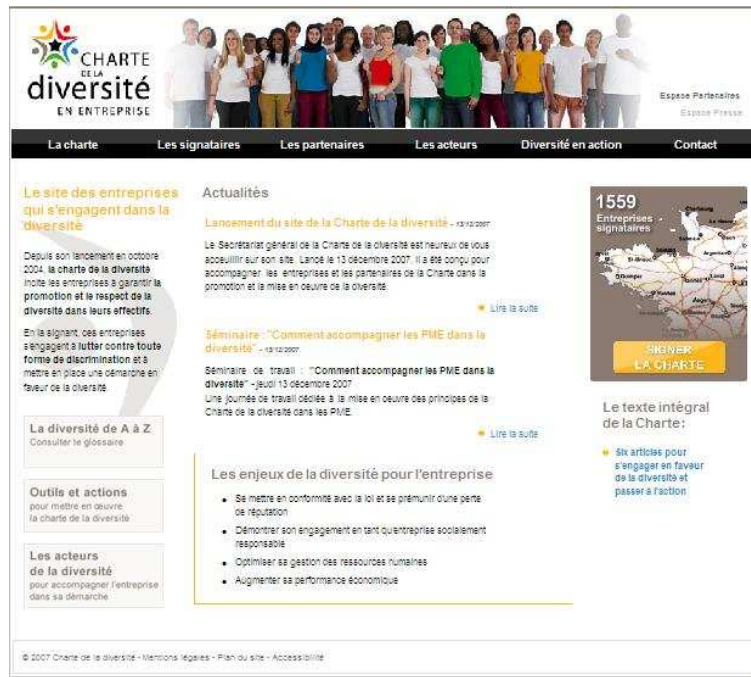 CHARTE
DE LA
diversité
EN ENTREPRISE
Espace Partenaires
Espace Presse
La charte Les signataires Les partenaires Les acteurs Diversité en action Contact
Le site des entreprises
qui s'engagent dans la
diversité
Depuis son lancement en octobre
2004, la charte de la diversité
incite les entreprises à garantir la
promotion et le respect de la
diversité dans leurs effectifs.
En la signant, ces entreprises
s'engagent à lutter contre toute
forme de discrimination et à
mettre en place une démarche en
faveur de la diversité
La diversité de A à Z
Consulter le glossaire
Outils et actions
pour mettre en œuvre
la charte de la diversité
Les acteurs
de la diversité
pour accompagner l'entreprise
dans sa démarche
Actualités
Lancement du site de la Charte de la diversité - 13/12/2007
Le Secrétariat général de la Charte de la diversité est heureux de vous
acceuillir sur son site. Lancé le 13 décembre 2007, il a été conçu pour
accompagner les entreprises et les partenaires de la Charte dans la
promotion et la mise en oeuvre de la diversité.
Lire la suite
Séminaire : "Comment accompagner les PME dans la
diversité" - 13/12/2007
Séminaire de travail : "Comment accompagner les PME dans la
diversité" - jeudi 13 décembre 2007
Une journée de travail dédiée à la mise en oeuvre des principes de la
Charte de la diversité dans les PME.
Lire la suite
Les enjeux de la diversité pour l'entreprise
Se mettre en conformité avec la loi et se prémunir d'une perte
de réputation
Démontrer son engagement en tant qu'entreprise socialement
responsable
Optimiser sa gestion des ressources humaines
Augmenter sa performance économique
1559
Entreprises
signataires
Cherbourg
St-Brieuc
Quimper
Rennes
Laval
Vannes
Angers
SIGNER
LA CHARTE
Le texte intégral
de la Charte :
Six articles pour
s'engager en faveur
de la diversité et
passer à l'action
© 2007 Charte de la diversité - Mentions légales - Plan du site - Accessibilité